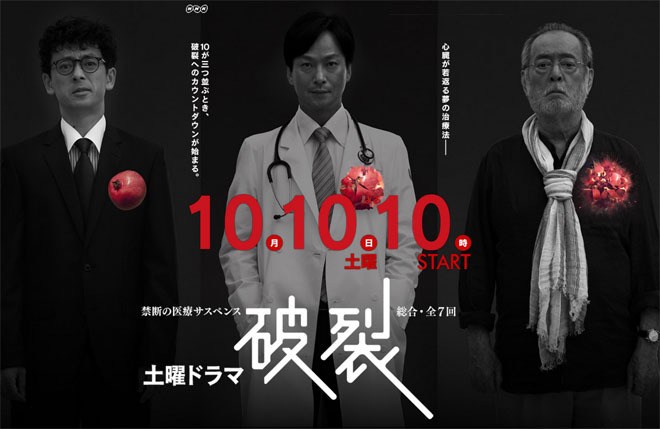 NHK
10が三つ並ぶとき、
破裂へのカウントダウンが始まる。
心臓が若返る夢の治療法——
10.10.10.
月 日 時
土曜 START
禁断の医療サスペンス
破裂
総合・全7回
土曜ドラマ